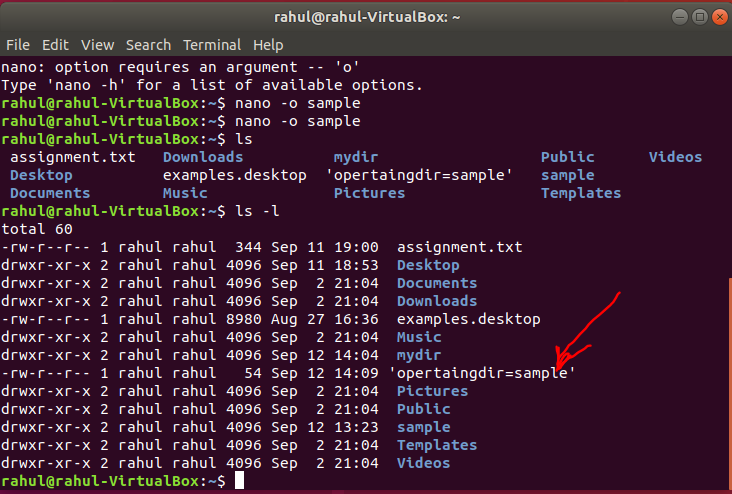 rahul@rahul-VirtualBox: ~
File Edit View Search Terminal Help
nano: option requires an argument -- 'o'
Type 'nano -h' for a list of available options.
rahul@rahul-VirtualBox:~$ nano -o sample
rahul@rahul-VirtualBox:~$ nano -o sample
rahul@rahul-VirtualBox:~$ ls
assignment.txt Downloads mydir Public Videos
Desktop examples.desktop 'opertaingdir=sample' sample
Documents Music Pictures Templates
rahul@rahul-VirtualBox:~$ ls -l
total 60
-rw-r--r-- 1 rahul rahul 344 Sep 11 19:00 assignment.txt
drwxr-xr-x 2 rahul rahul 4096 Sep 11 18:53 Desktop
drwxr-xr-x 2 rahul rahul 4096 Sep 2 21:04 Documents
drwxr-xr-x 2 rahul rahul 4096 Sep 2 21:04 Downloads
-rw-r--r-- 1 rahul rahul 8980 Aug 27 16:36 examples.desktop
drwxr-xr-x 2 rahul rahul 4096 Sep 2 21:04 Music
drwxr-xr-x 2 rahul rahul 4096 Sep 12 14:04 mydir
-rw-r--r-- 1 rahul rahul 54 Sep 12 14:09 'opertaingdir=sample'
drwxr-xr-x 2 rahul rahul 4096 Sep 2 21:04 Pictures
drwxr-xr-x 2 rahul rahul 4096 Sep 2 21:04 Public
drwxr-xr-x 2 rahul rahul 4096 Sep 12 13:23 sample
drwxr-xr-x 2 rahul rahul 4096 Sep 2 21:04 Templates
drwxr-xr-x 2 rahul rahul 4096 Sep 2 21:04 Videos
rahul@rahul-VirtualBox:~$